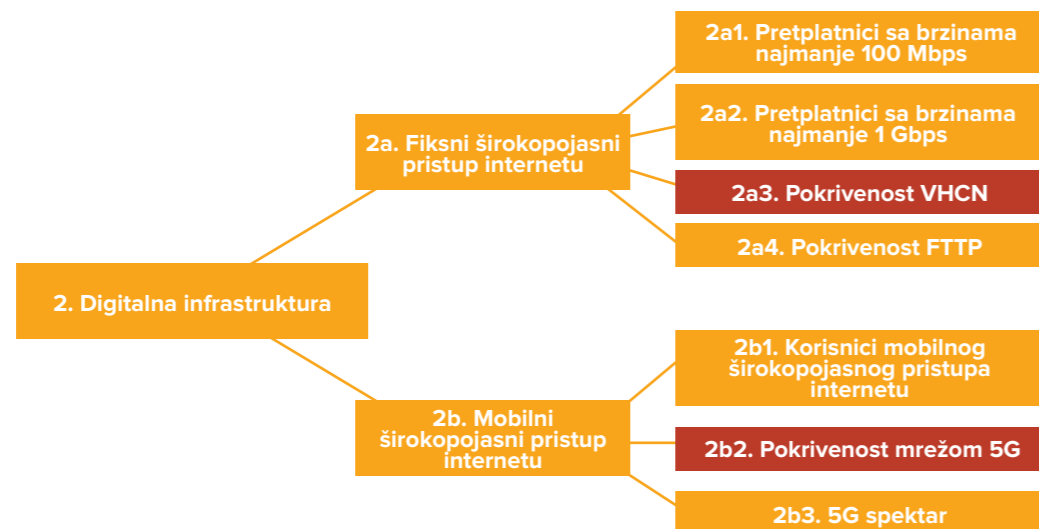 2. Digitalna infrastruktura
2a. Fiksni širokopojasni
pristup internetu
2a1. Pretplatnici sa brzinama
najmanje 100 Mbps
2a2. Pretplatnici sa brzinama
najmanje 1 Gbps
2a3. Pokrivenost VHCN
2a4. Pokrivenost FTTP
2b. Mobilni
širokopojasni pristup
internetu
2b1. Korisnici mobilnog
širokopojasnog pristupa
internetu
2b2. Pokrivenost mrežom 5G
2b3. 5G spektar